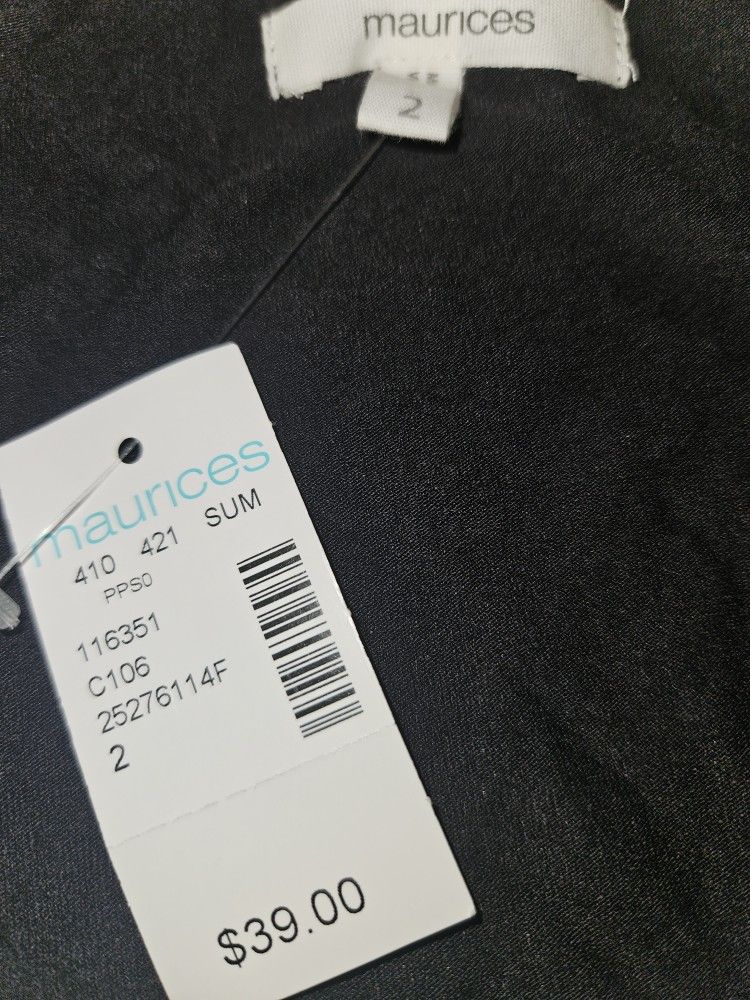 maurices
2
maurices
410 421 SUM
PPS0
116351
C106
25276114F
2
$39.00